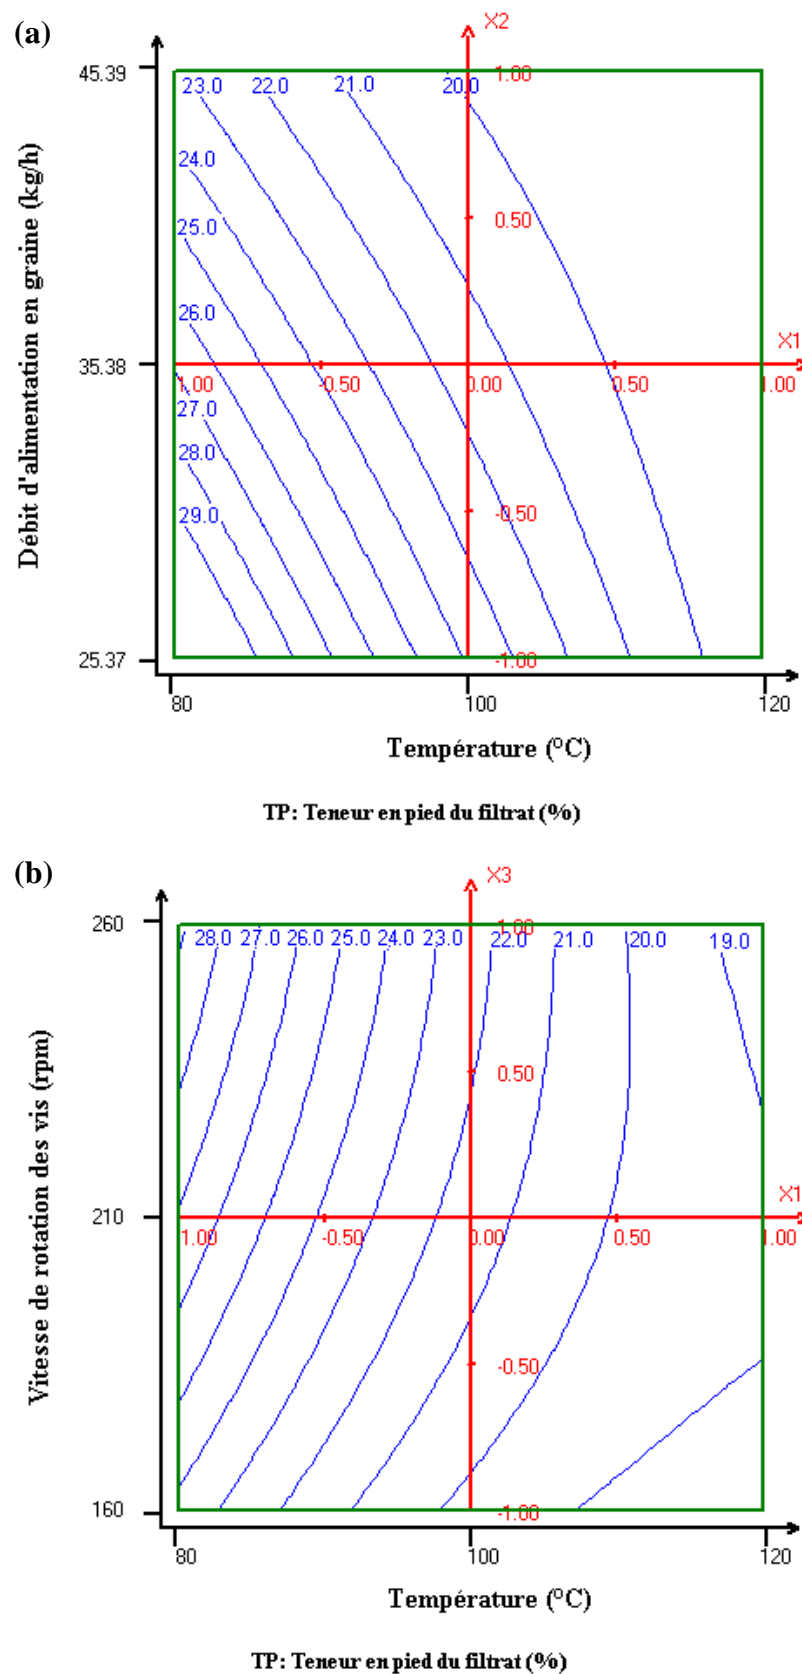 (a)
X2
45.39
1.00
23.0 22.0 21.0 20.0
24.0
0.50
25.0
26.0
X1
35.38
1.00 -0.50 0.00 0.50 1.00
27.0
28.0
-0.50
29.0
25.37
-1.00
80 100 120
Débit d'alimentation en graine (kg/h)
Température (°C)
TP: Teneur en pied du filtrat (%)
(b)
X3
260
1.00
28.0 27.0 26.0 25.0 24.0 23.0 22.0 21.0 20.0 19.0
0.50
X1
210
1.00 -0.50 0.00 0.50 1.00
-0.50
160
-1.00
80 100 120
Vitesse de rotation des vis (rpm)
Température (°C)
TP: Teneur en pied du filtrat (%)